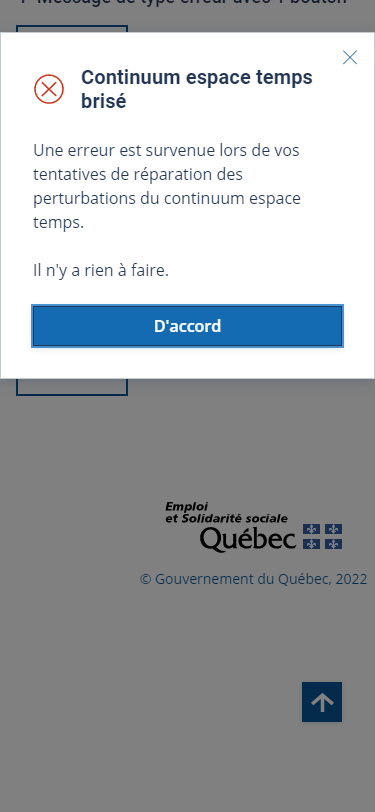 Message de type erreur avec 1 bouton
Continuum espace temps
brisé
Une erreur est survenue lors de vos
tentatives de réparation des
perturbations du continuum espace
temps.
Il n'y a rien à faire.
D'accord
Emploi
et Solidarité sociale
Québec
© Gouvernement du Québec, 2022